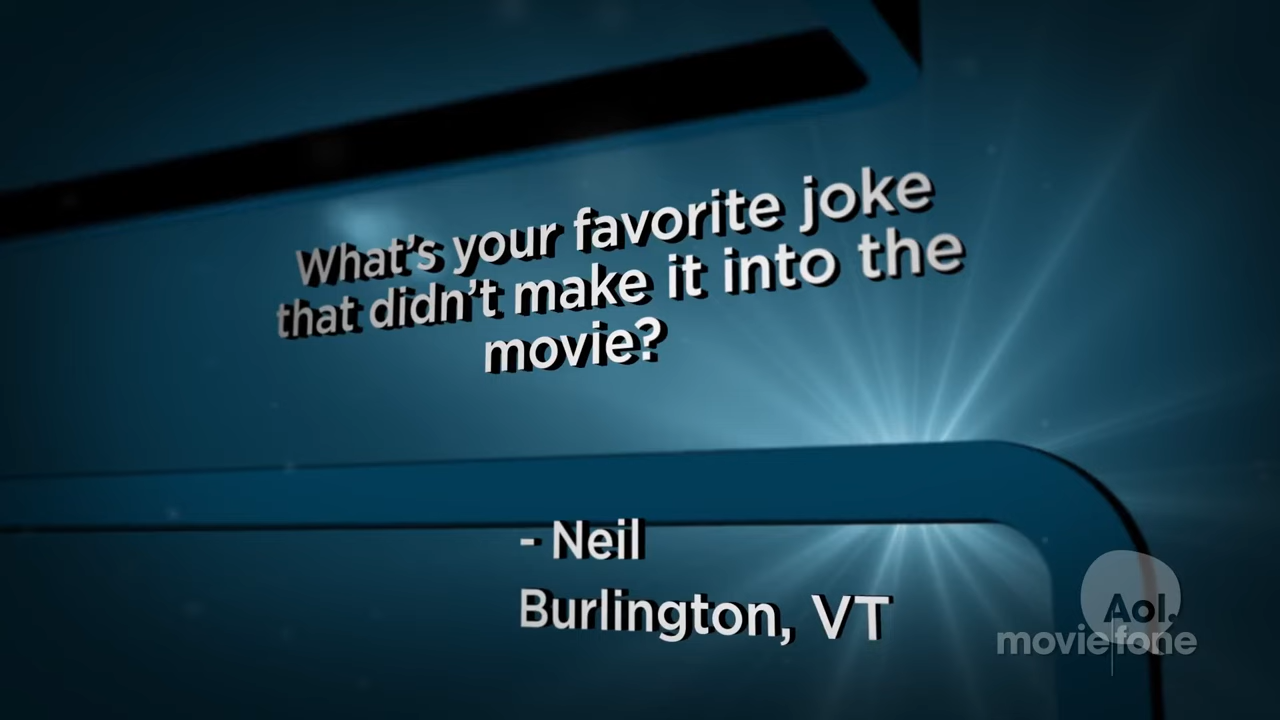 What's your favorite joke
that didn't make it into the
movie?
- Neil
Burlington, VT
Aol.
moviefone